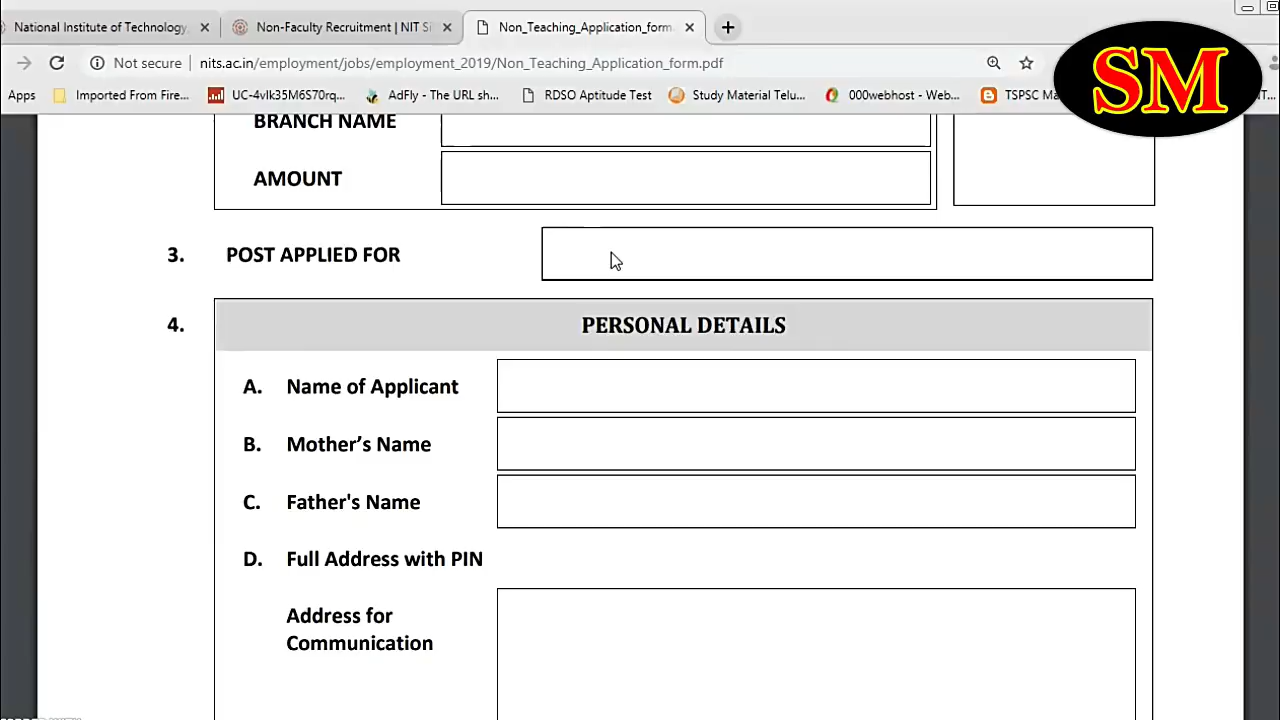 National Institute of Technology
Non-Faculty Recruitment | NIT Si
Non_Teaching_Application_form.
Not secure
nits.ac.in/employment/jobs/employment_2019/Non_Teaching_Application_form.pdf
SM
Apps
Imported From Fire...
UC-4vlk35M6S70rq...
AdFly - The URL sh...
RDSO Aptitude Test
Study Material Telu...
000webhost - Web...
TSPSC Ma
BRANCH NAME
AMOUNT
3. POST APPLIED FOR
4. PERSONAL DETAILS
A. Name of Applicant
B. Mother’s Name
C. Father's Name
D. Full Address with PIN
Address for
Communication